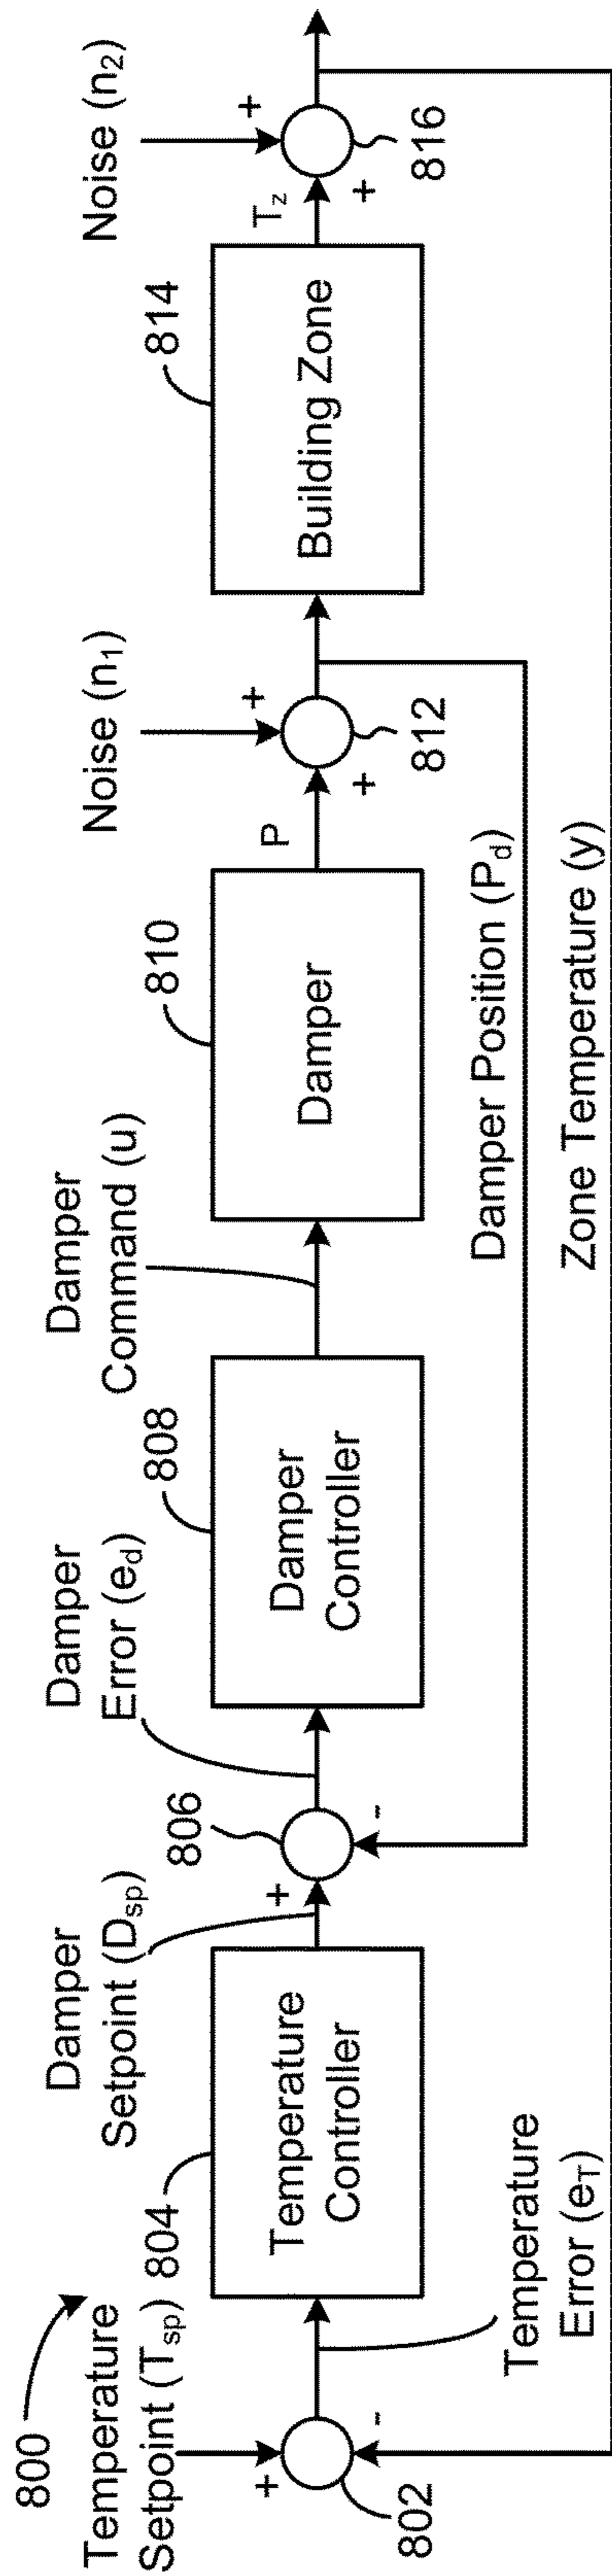 800
Temperature
Setpoint (Tsp)
+
-
802
Temperature
Error (eT)
804
Temperature
Controller
Damper
Setpoint (Dsp)
+
-
806
Damper
Error (ed)
808
Damper
Controller
Damper
Command (u)
810
Damper
P
Noise (n1)
+
+
812
Damper Position (Pd)
814
Building Zone
Tz
Noise (n2)
+
+
816
Zone Temperature (y)